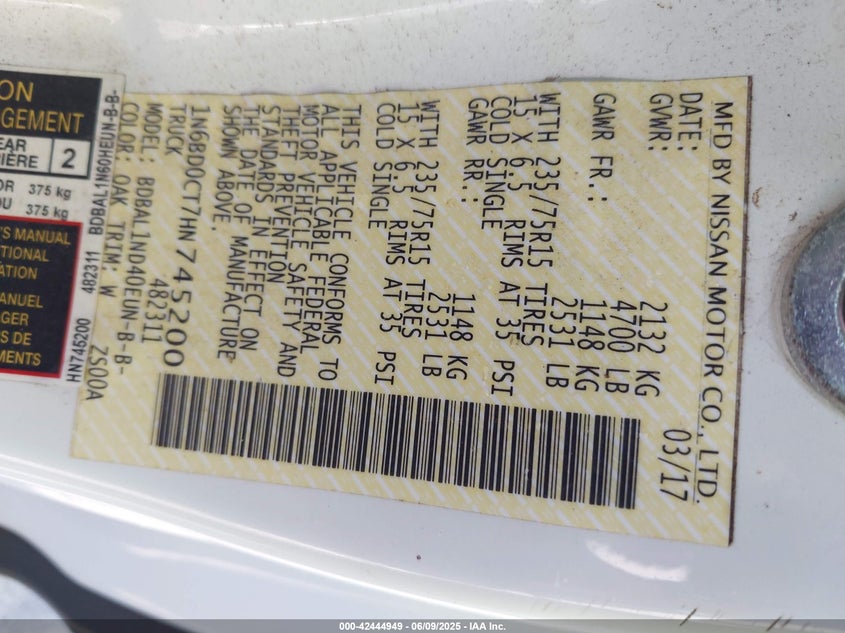 MFD BY NISSAN MOTOR CO., LTD.
DATE: 03/17
GVWR: 2132 KG
4700 LB
GAWR FR.: 1148 KG
2531 LB
WITH 235/75R15 TIRES
15 X 6.5 RIMS AT 35 PSI
COLD SINGLE
GAWR RR.: 1148 KG
2531 LB
WITH 235/75R15 TIRES
15 X 6.5 RIMS AT 35 PSI
COLD SINGLE
THIS VEHICLE CONFORMS TO
ALL APPLICABLE FEDERAL
MOTOR VEHICLE SAFETY AND
THEFT PREVENTION
STANDARDS IN EFFECT ON
THE DATE OF MANUFACTURE
SHOWN ABOVE.
1N6BD0CT7HN745200
TRUCK 482311
MODEL: BDBAL1ND40EUN-B-B-
COLOR: QAK TRIM: W ZS00A
ON
GEMENT
EAR
IÈRE 2
OR 375 kg
OU 375 kg
'S MANUAL
TIONAL
ATION
ANUEL
GER
S DE
EMENTS
HN745200 482311 BDBAL1N60HEUN-B-B-
000-42444949 - 06/09/2025 - IAA Inc.